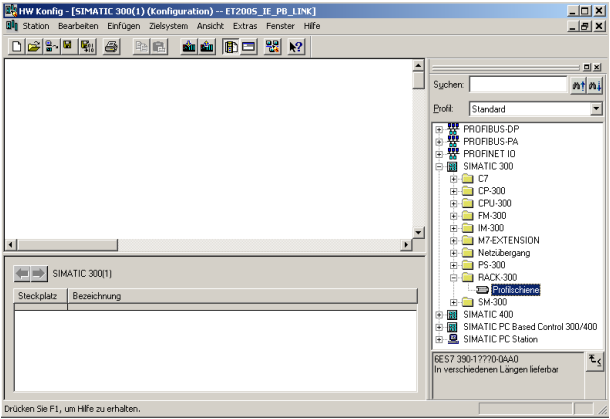 HW Konfig - [SIMATIC 300(1) (Konfiguration) -- ET200S_IE_PB_LINK]
Station Bearbeiten Einfügen Zielsystem Ansicht Extras Fenster Hilfe
Suchen:
Profil: Standard
PROFIBUS-DP
PROFIBUS-PA
PROFINET IO
SIMATIC 300
C7
CP-300
CPU-300
FM-300
IM-300
M7-EXTENSION
Netzübergang
PS-300
RACK-300
Profilschiene
SM-300
SIMATIC 400
SIMATIC PC Based Control 300/400
SIMATIC PC Station
SIMATIC 300(1)
Steckplatz Bezeichnung
6ES7 390-1???0-0AA0
In verschiedenen Längen lieferbar
Drücken Sie F1, um Hilfe zu erhalten.